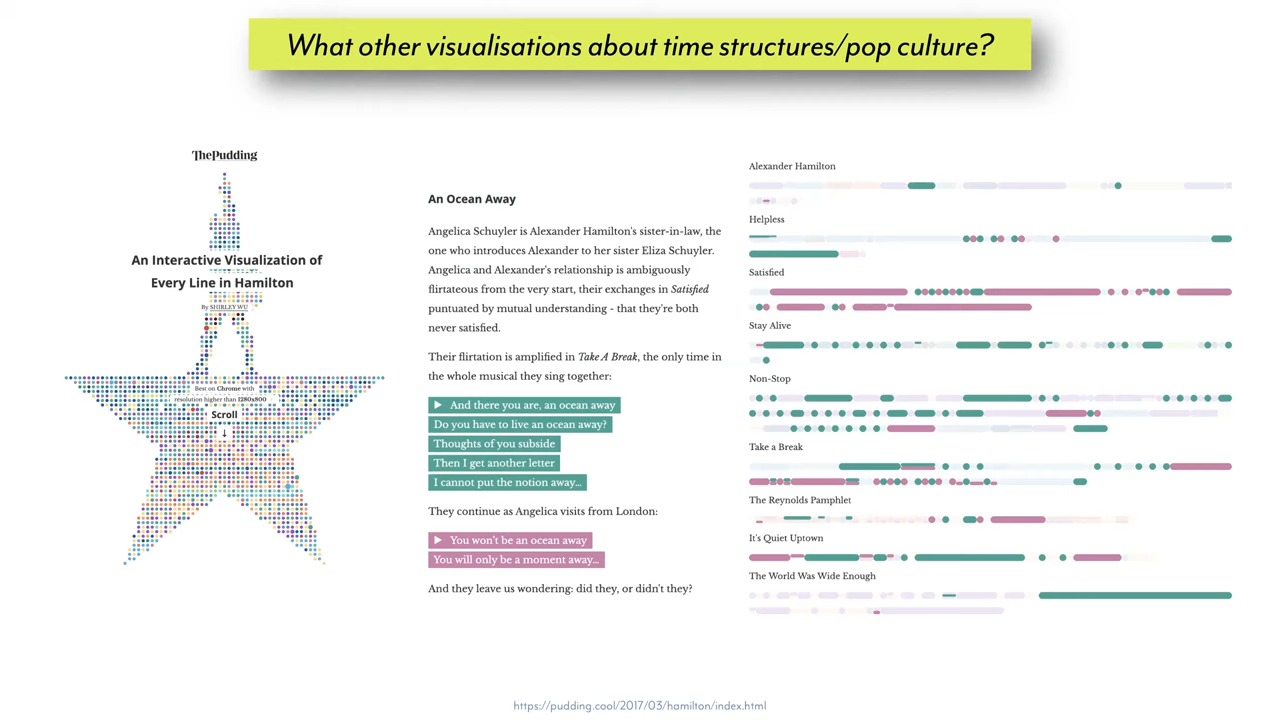 What other visualisations about time structures/pop culture?
The Pudding
An Interactive Visualization of
Every Line in Hamilton
By SHIRLEY WU
Best on Chrome with
resolution higher than 1280x800
Scroll
↓
An Ocean Away
Angelica Schuyler is Alexander Hamilton's sister-in-law, the
one who introduces Alexander to her sister Eliza Schuyler.
Angelica and Alexander's relationship is ambiguously
flirtateous from the very start, their exchanges in Satisfied
puntuated by mutual understanding - that they're both
never satisfied.
Their flirtation is amplified in Take A Break, the only time in
the whole musical they sing together:
And there you are, an ocean away
Do you have to live an ocean away?
Thoughts of you subside
Then I get another letter
I cannot put the notion away...
They continue as Angelica visits from London:
You won't be an ocean away
You will only be a moment away...
And they leave us wondering: did they, or didn't they?
Alexander Hamilton
Helpless
Satisfied
Stay Alive
Non-Stop
Take a Break
The Reynolds Pamphlet
It's Quiet Uptown
The World Was Wide Enough
https://pudding.cool/2017/03/hamilton/index.html